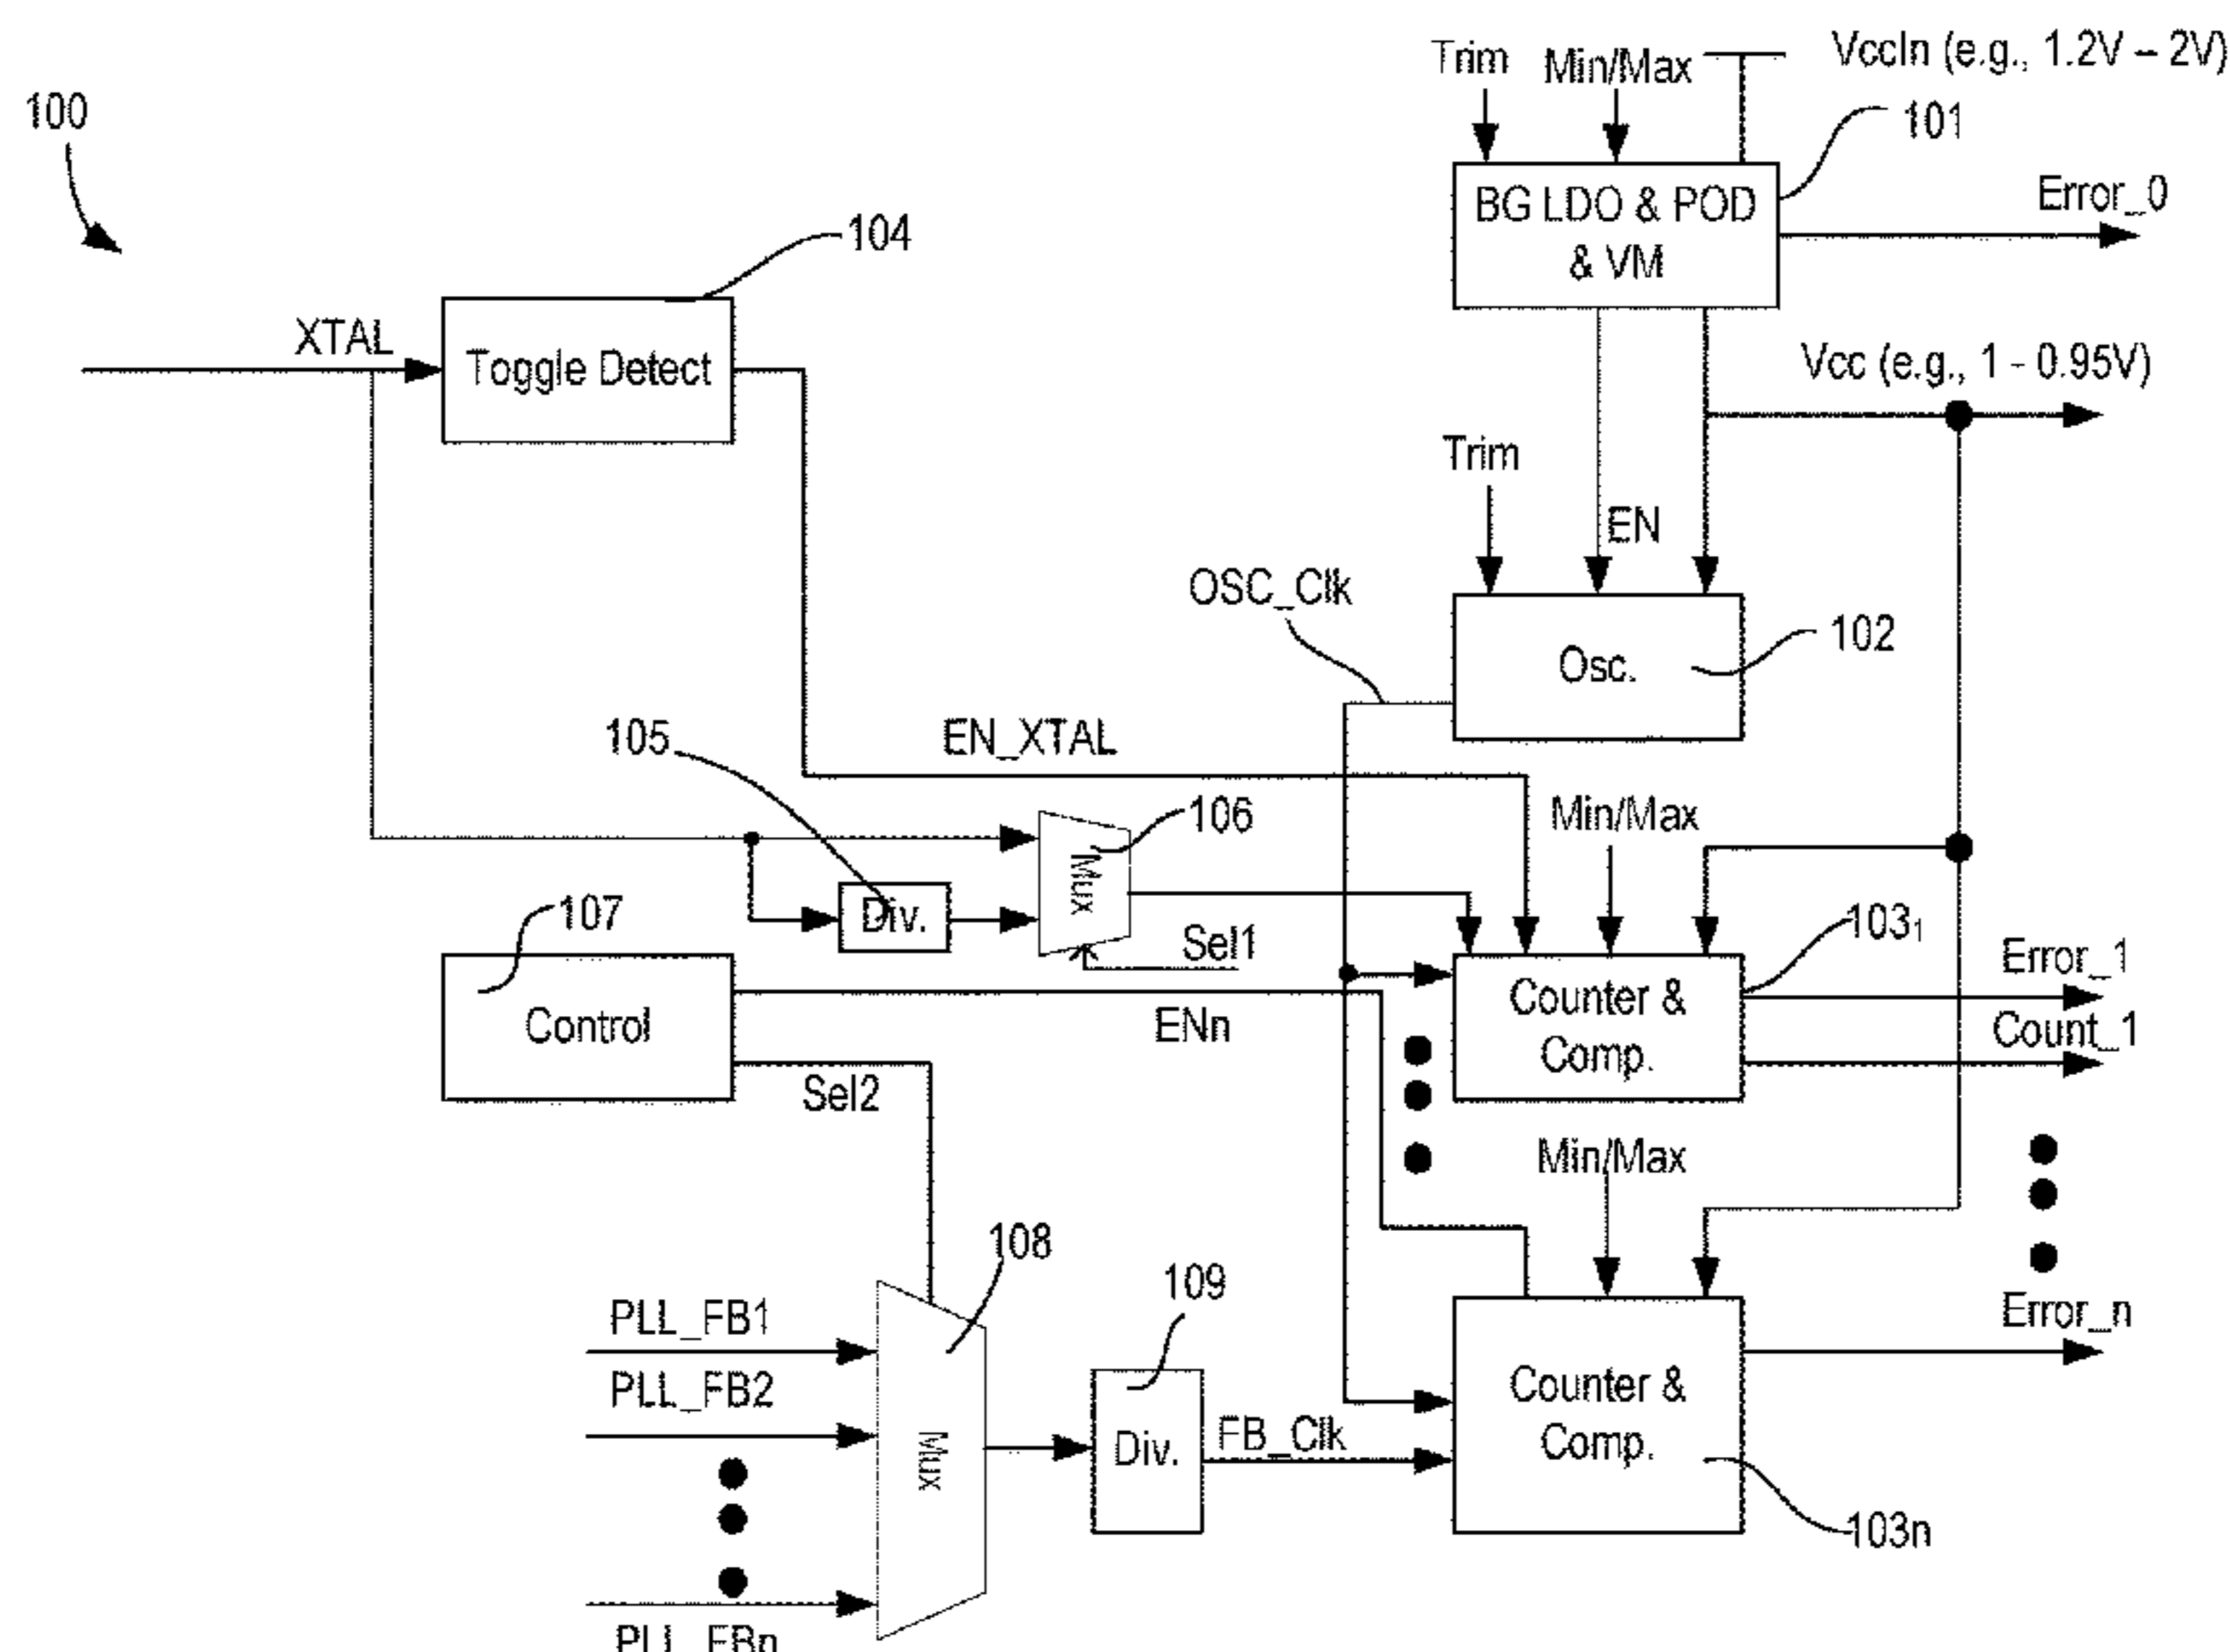 Trim
Min/Max
VccIn (e.g., 1.2V – 2V)
100
101
BG LDO & POD
& VM
Error_0
104
XTAL
Toggle Detect
Vcc (e.g., 1 - 0.95V)
Trim
EN
OSC_Clk
102
Osc.
105
EN_XTAL
106
Min/Max
Mux
Div.
107
Sel1
103₁
Error_1
Control
ENn
Counter &
Comp.
Count_1
Sel2
Min/Max
108
109
PLL_FB1
Error_n
PLL_FB2
Counter &
Comp.
Mux
Div.
FB_Clk
103n
PLL_FBn